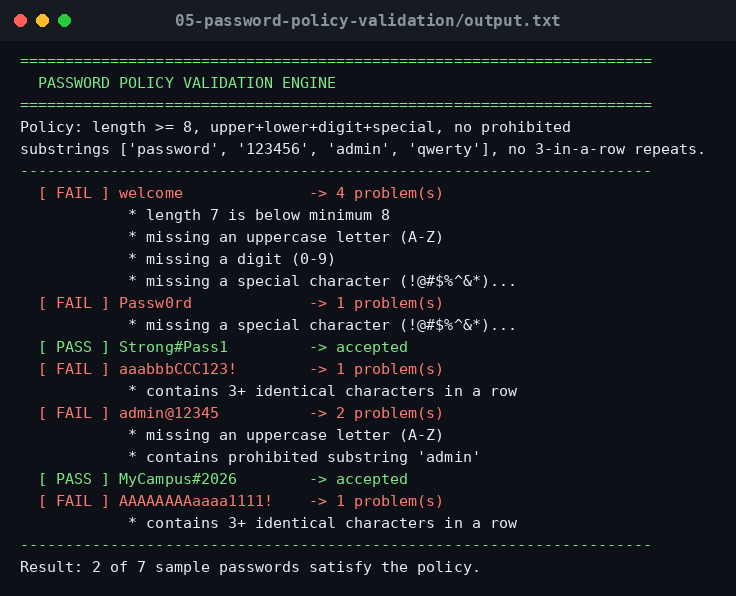 05-password-policy-validation/output.txt
======================================================================
PASSWORD POLICY VALIDATION ENGINE
======================================================================
Policy: length >= 8, upper+lower+digit+special, no prohibited
substrings ['password', '123456', 'admin', 'qwerty'], no 3-in-a-row repeats.
----------------------------------------------------------------------
[ FAIL ] welcome              -> 4 problem(s)
* length 7 is below minimum 8
* missing an uppercase letter (A-Z)
* missing a digit (0-9)
* missing a special character (!@#$%^&*)...
[ FAIL ] Passw0rd             -> 1 problem(s)
* missing a special character (!@#$%^&*)...
[ PASS ] Strong#Pass1         -> accepted
[ FAIL ] aaabbbCCC123!        -> 1 problem(s)
* contains 3+ identical characters in a row
[ FAIL ] admin@12345          -> 2 problem(s)
* missing an uppercase letter (A-Z)
* contains prohibited substring 'admin'
[ PASS ] MyCampus#2026        -> accepted
[ FAIL ] AAAAAAAAaaaa1111!    -> 1 problem(s)
* contains 3+ identical characters in a row
----------------------------------------------------------------------
Result: 2 of 7 sample passwords satisfy the policy.